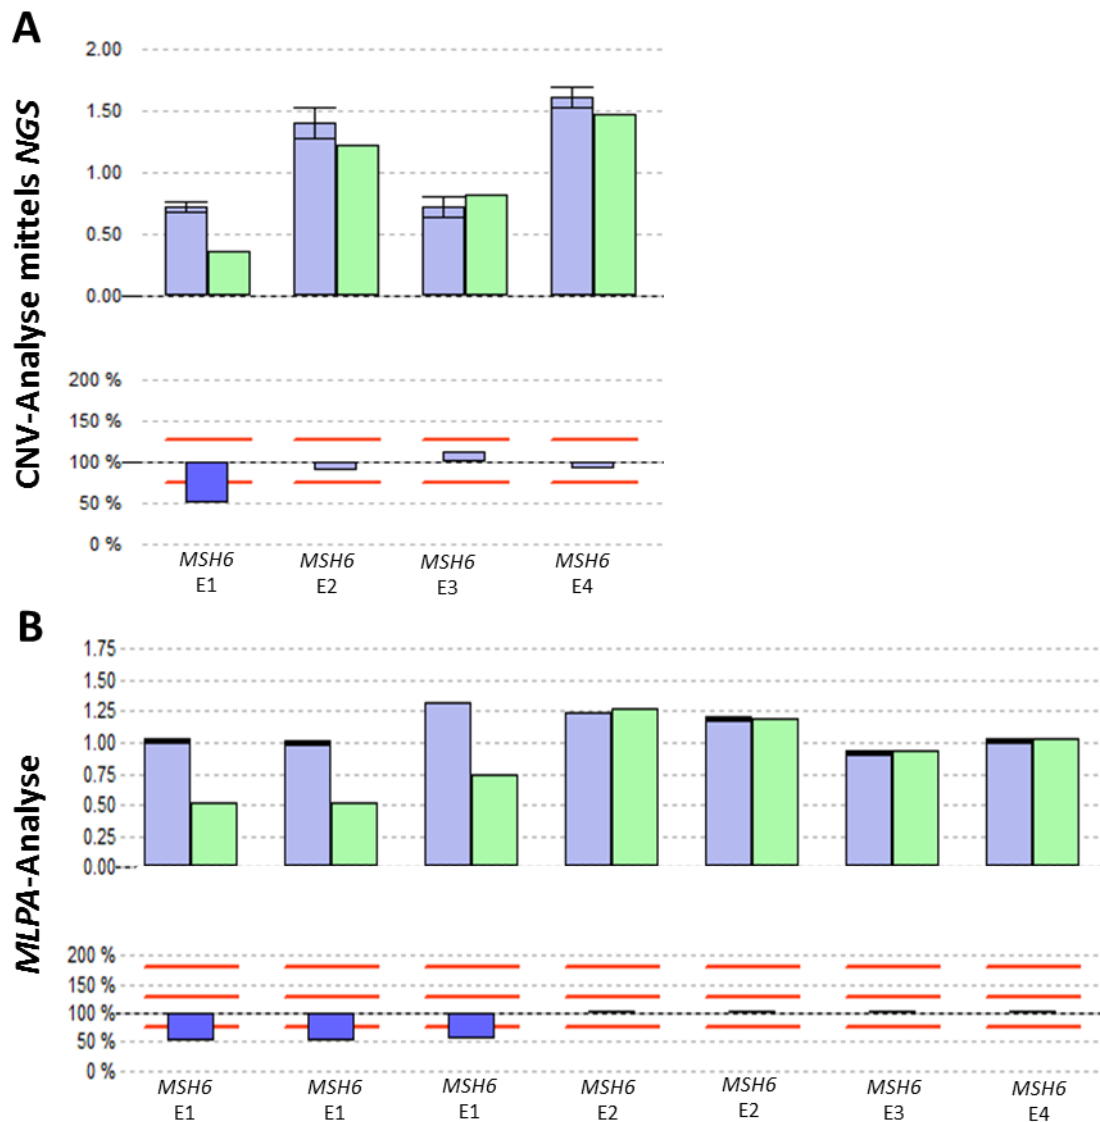 A
CNV-Analyse mittels NGS
2.00
1.50
1.00
0.50
0.00
200 %
150 %
100 %
50 %
0 %
MSH6 MSH6 MSH6 MSH6
E1 E2 E3 E4
B
MLPA-Analyse
1.75
1.50
1.25
1.00
0.75
0.50
0.25
0.00
200 %
150 %
100 %
50 %
0 %
MSH6 MSH6 MSH6 MSH6 MSH6 MSH6 MSH6
E1 E1 E1 E2 E2 E3 E4